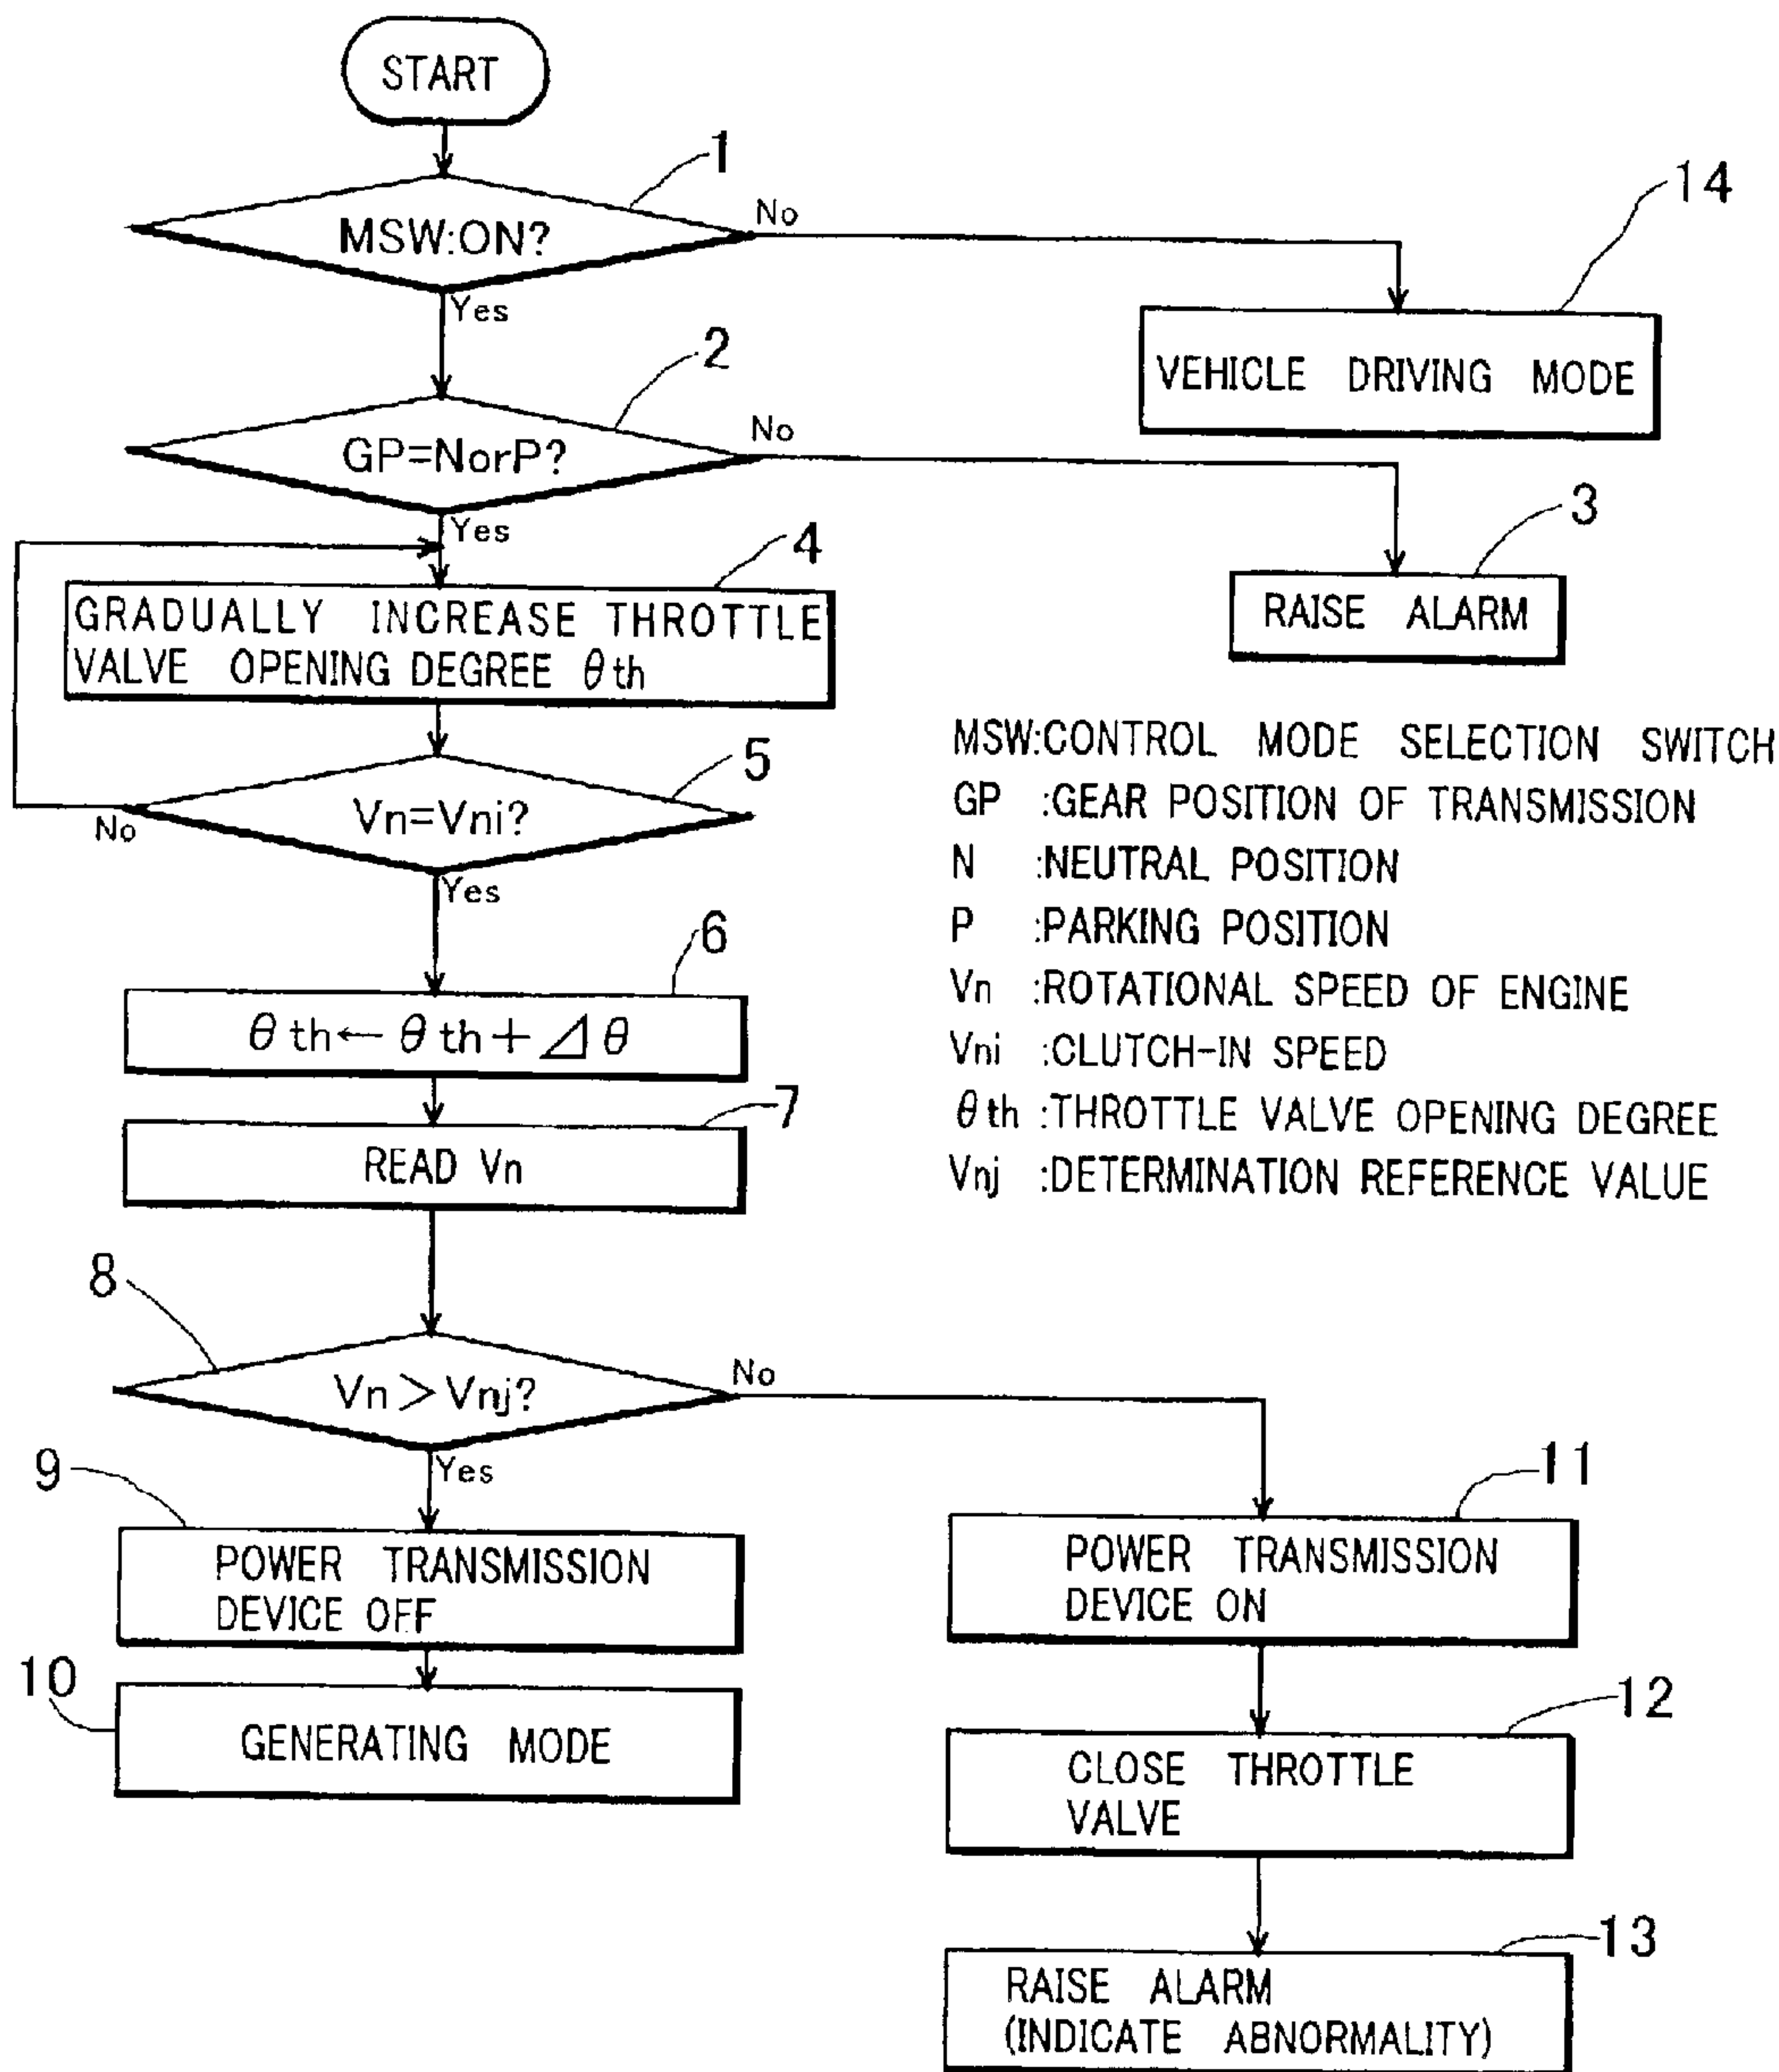 START
1
MSW:ON?
No
Yes
14
VEHICLE DRIVING MODE
2
GP=NorP?
No
Yes
3
RAISE ALARM
4
GRADUALLY INCREASE THROTTLE
VALVE OPENING DEGREE θth
5
Vn=Vni?
No
Yes
MSW:CONTROL MODE SELECTION SWITCH
GP :GEAR POSITION OF TRANSMISSION
N :NEUTRAL POSITION
P :PARKING POSITION
Vn :ROTATIONAL SPEED OF ENGINE
Vni :CLUTCH-IN SPEED
θth :THROTTLE VALVE OPENING DEGREE
Vnj :DETERMINATION REFERENCE VALUE
6
θth←θth+⊿θ
7
READ Vn
8
Vn>Vnj?
No
Yes
9
POWER TRANSMISSION
DEVICE OFF
10
GENERATING MODE
11
POWER TRANSMISSION
DEVICE ON
12
CLOSE THROTTLE
VALVE
13
RAISE ALARM
(INDICATE ABNORMALITY)